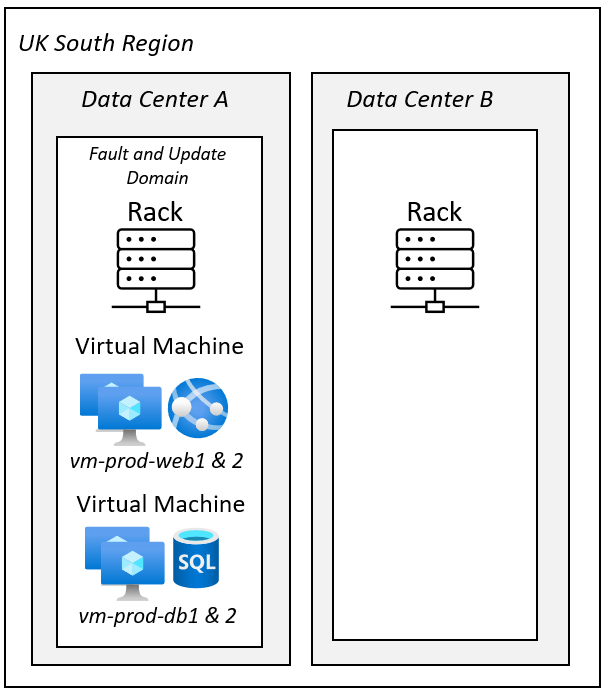 UK South Region
Data Center A
Fault and Update
Domain
Rack
Virtual Machine
vm-prod-web1 & 2
Virtual Machine
SQL
vm-prod-db1 & 2
Data Center B
Rack